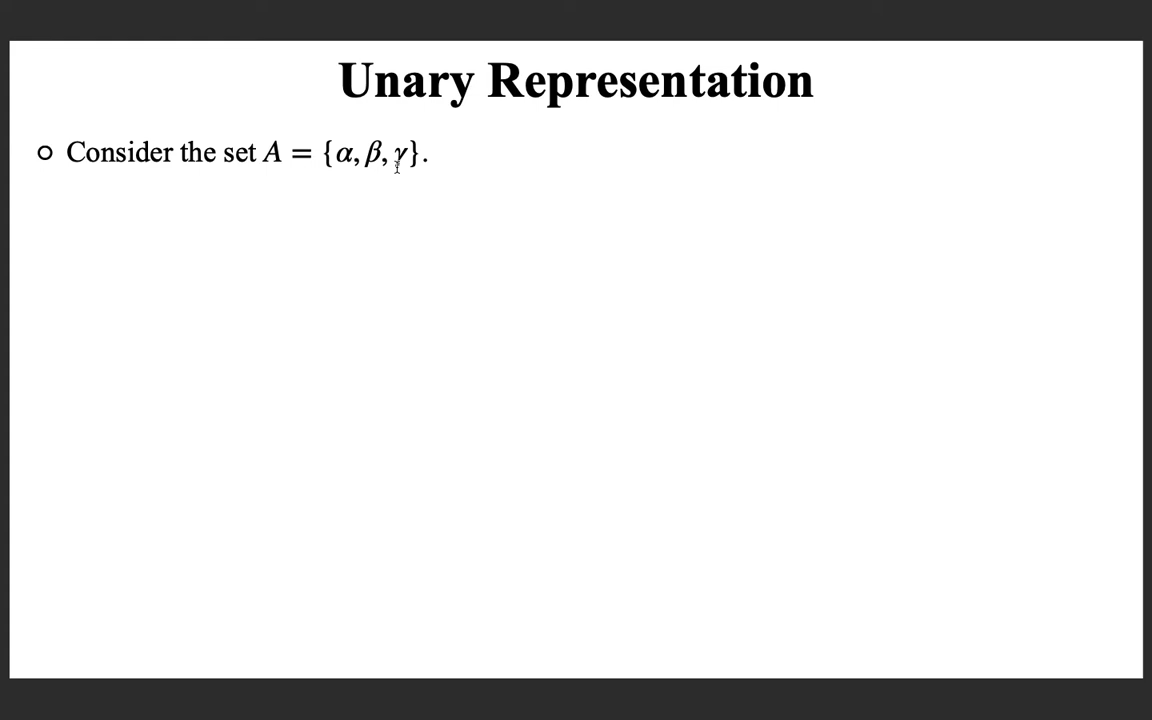 Unary Representation
Consider the set A = {α, β, γ}.